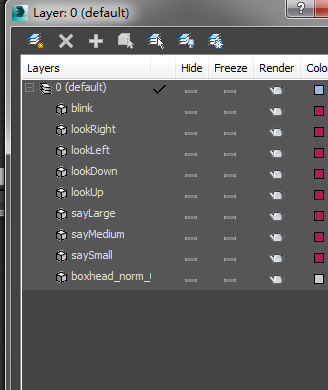 Layer: 0 (default)
?
Layers Hide Freeze Render Colo
0 (default)
blink
lookRight
lookLeft
lookDown
lookUp
sayLarge
sayMedium
saySmall
boxhead_norm_